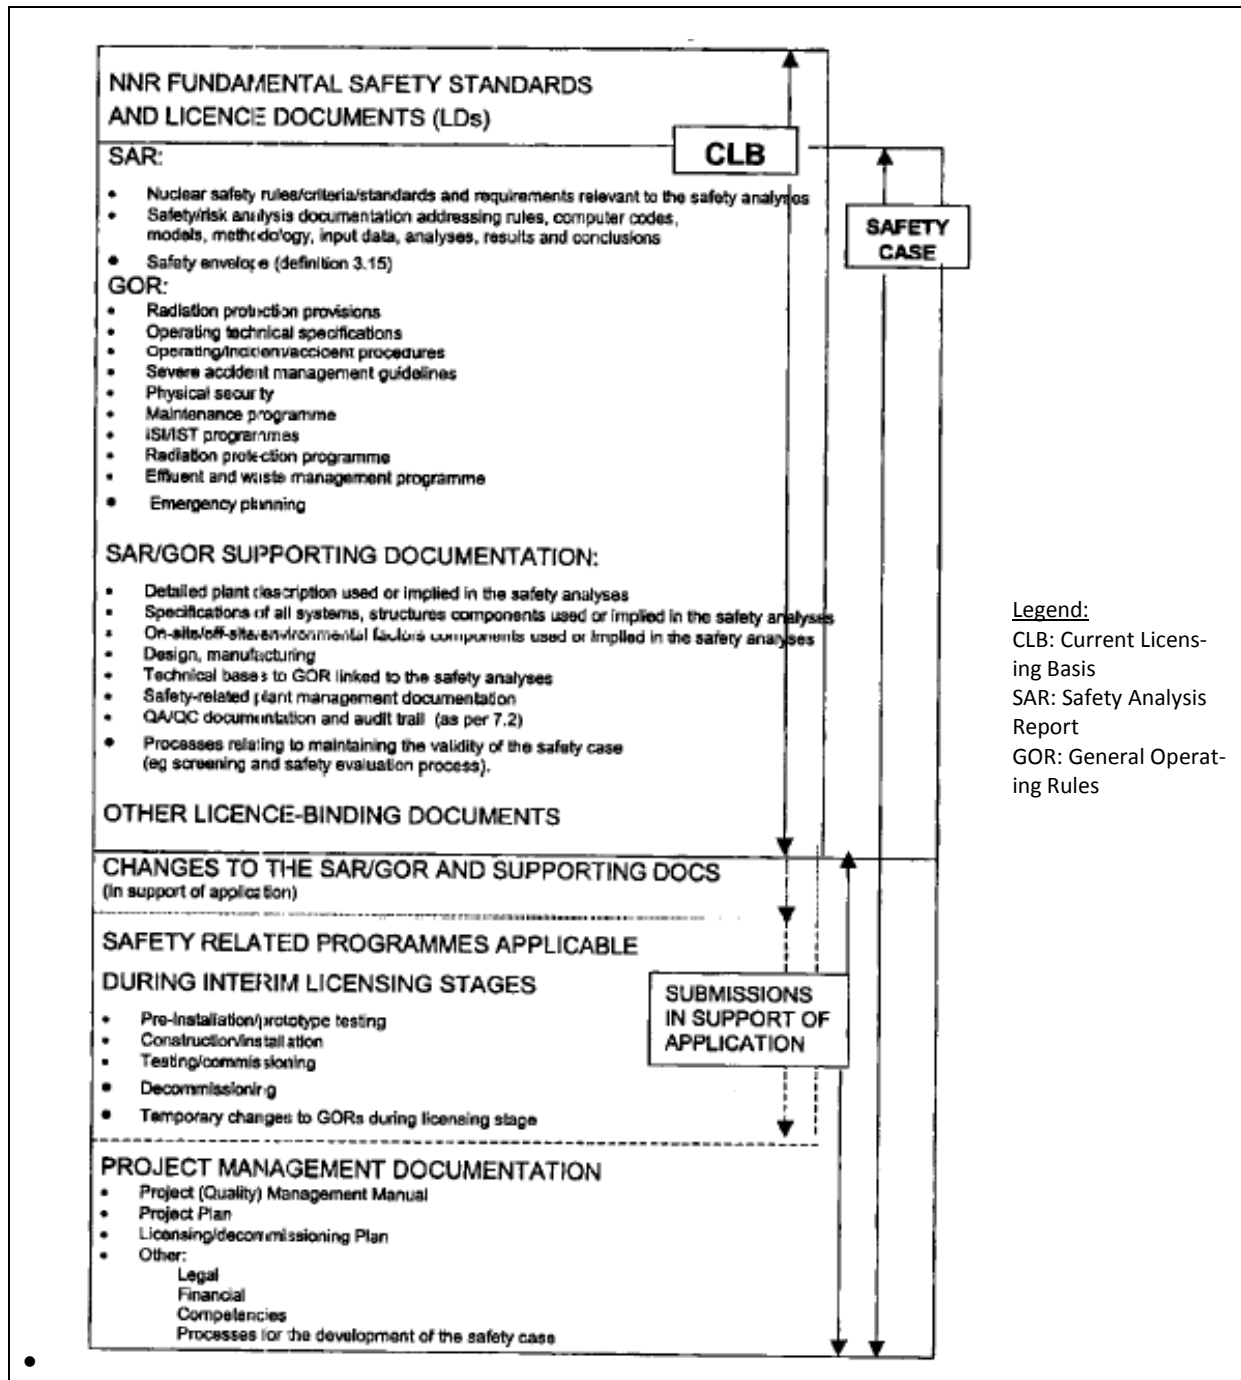 NNR FUNDAMENTAL SAFETY STANDARDS
AND LICENCE DOCUMENTS (LDs)
CLB
SAR:
• Nuclear safety rules/criteria/standards and requirements relevant to the safety analyses
• Safety/risk analysis documentation addressing rules, computer codes,
models, methodology, input data, analyses, results and conclusions
• Safety envelope (definition 3.15)
SAFETY
CASE
GOR:
• Radiation protection provisions
• Operating technical specifications
• Operating/incident/accident procedures
• Severe accident management guidelines
• Physical security
• Maintenance programme
• ISI/IST programmes
• Radiation protection programme
• Effluent and waste management programme
• Emergency planning
SAR/GOR SUPPORTING DOCUMENTATION:
• Detailed plant description used or implied in the safety analyses
• Specifications of all systems, structures components used or implied in the safety analyses
• On-site/off-site/environmental factors components used or implied in the safety analyses
• Design, manufacturing
• Technical bases to GOR linked to the safety analyses
• Safety-related plant management documentation
• QA/QC documentation and audit trail (as per 7.2)
• Processes relating to maintaining the validity of the safety case
(eg screening and safety evaluation process).
OTHER LICENCE-BINDING DOCUMENTS
Legend:
CLB: Current Licens-
ing Basis
SAR: Safety Analysis
Report
GOR: General Operat-
ing Rules
CHANGES TO THE SAR/GOR AND SUPPORTING DOCS
(In support of application)
SAFETY RELATED PROGRAMMES APPLICABLE
DURING INTERIM LICENSING STAGES
• Pre-installation/prototype testing
• Construction/installation
• Testing/commissioning
• Decommissioning
• Temporary changes to GORs during licensing stage
SUBMISSIONS
IN SUPPORT OF
APPLICATION
PROJECT MANAGEMENT DOCUMENTATION
• Project (Quality) Management Manual
• Project Plan
• Licensing/decommissioning Plan
• Other:
Legal
Financial
Competencies
Processes for the development of the safety case
•